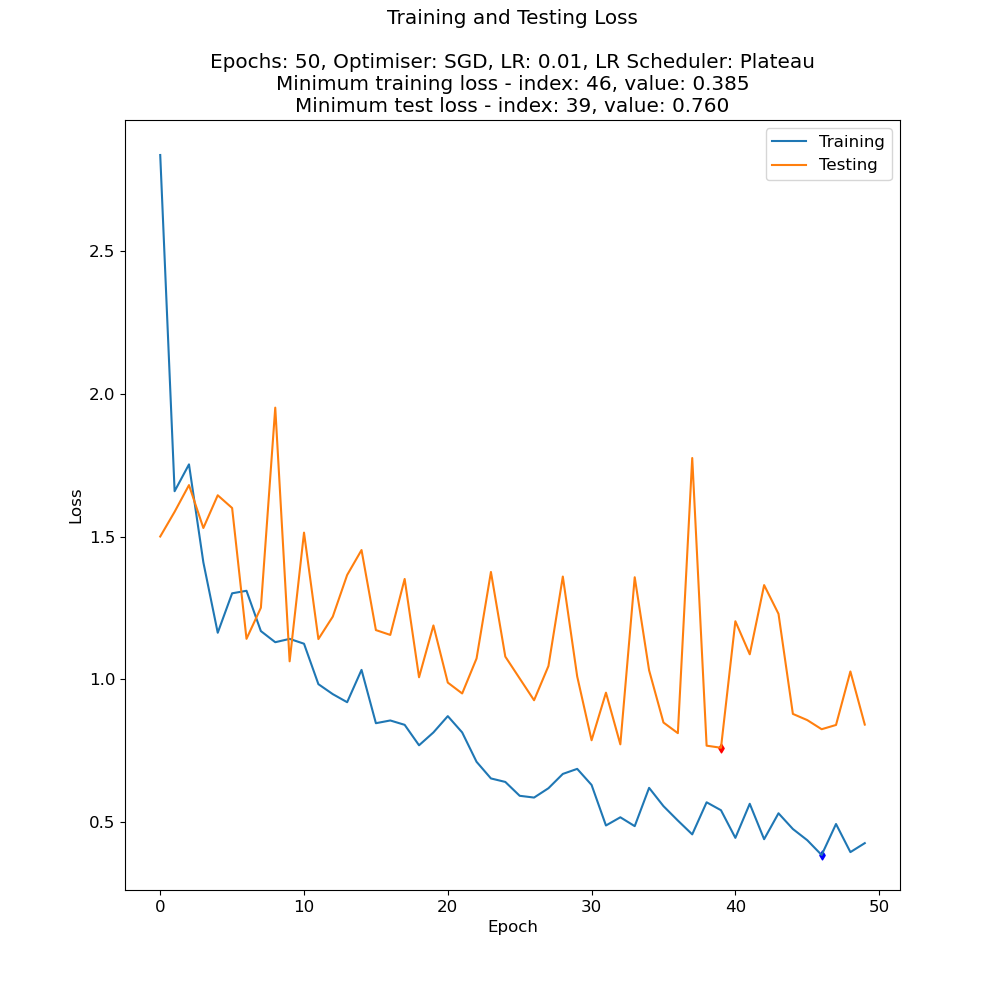 Training and Testing Loss
Epochs: 50, Optimiser: SGD, LR: 0.01, LR Scheduler: Plateau
Minimum training loss - index: 46, value: 0.385
Minimum test loss - index: 39, value: 0.760
Training
Testing
2.5
2.0
1.5
1.0
0.5
Loss
0 10 20 30 40 50
Epoch